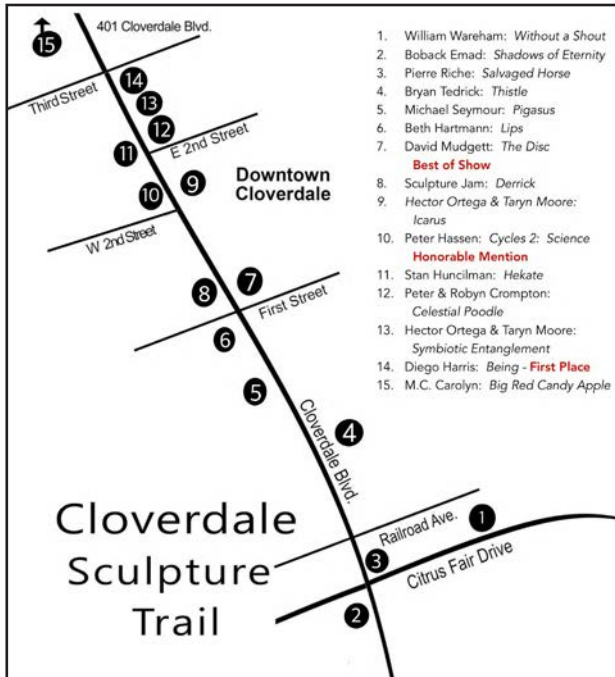 401 Cloverdale Blvd.
15
Third Street
14
13
12
E 2nd Street
11
10
9
Downtown
Cloverdale
W 2nd Street
8
7
First Street
6
5
4
Cloverdale Blvd.
Railroad Ave.
1
3
Citrus Fair Drive
2
Cloverdale
Sculpture
Trail
1. William Wareham: Without a Shout
2. Boback Emad: Shadows of Eternity
3. Pierre Riche: Salvaged Horse
4. Bryan Tedrick: Thistle
5. Michael Seymour: Pigasus
6. Beth Hartmann: Lips
7. David Mudgett: The Disc
Best of Show
8. Sculpture Jam: Derrick
9. Hector Ortega & Taryn Moore:
Icarus
10. Peter Hassen: Cycles 2: Science
Honorable Mention
11. Stan Huncilman: Hekate
12. Peter & Robyn Crompton:
Celestial Poodle
13. Hector Ortega & Taryn Moore:
Symbiotic Entanglement
14. Diego Harris: Being - First Place
15. M.C. Carolyn: Big Red Candy Apple